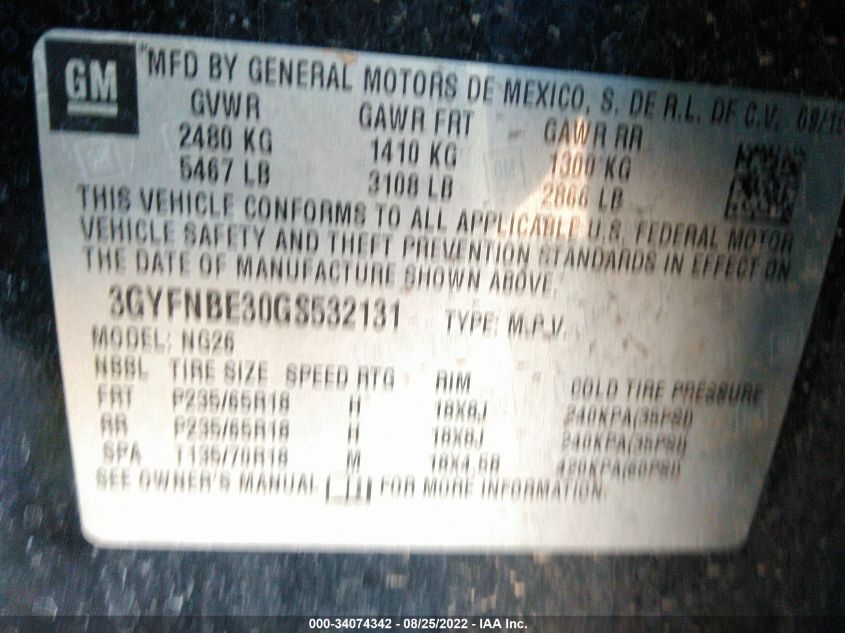 GM
MFD BY GENERAL MOTORS DE MEXICO, S. DE R.L. DF C.V.
GVWR GAWR FRT GAWR RR
2480 KG 1410 KG 1300 KG
5467 LB 3108 LB 2866 LB
THIS VEHICLE CONFORMS TO ALL APPLICABLE U.S. FEDERAL MOTOR
VEHICLE SAFETY AND THEFT PREVENTION STANDARDS IN EFFECT ON
THE DATE OF MANUFACTURE SHOWN ABOVE.
3GYFNBE30GS532131 TYPE: M.P.V.
MODEL: NG26
NBBL TIRE SIZE SPEED RTG RIM COLD TIRE PRESSURE
FRT P235/65R18 H 18X8J 240KPA(35PSI)
RR P235/65R18 H 18X8J 240KPA(35PSI)
SPA T135/70R18 M 18X4.5B 420KPA(60PSI)
SEE OWNER'S MANUAL FOR MORE INFORMATION.
000-34074342 - 08/25/2022 - IAA Inc.